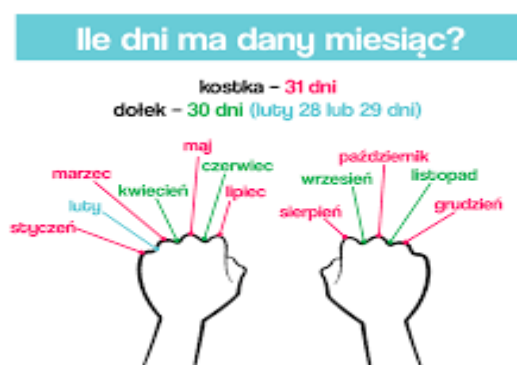 Ile dni ma dany miesiąc?
kostka – 31 dni
dołek – 30 dni (luty 28 lub 29 dni)
styczeń
luty
marzec
kwiecień
maj
czerwiec
lipiec
sierpień
wrzesień
październik
listopad
grudzień